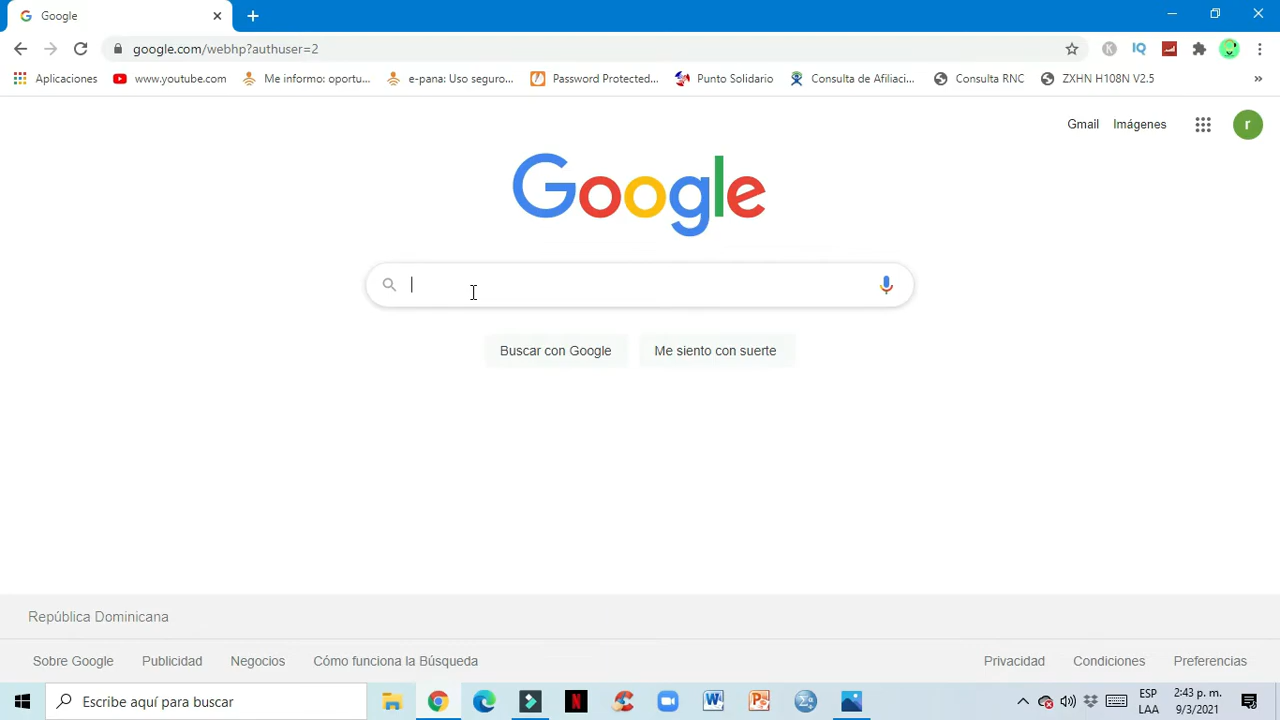 Google
google.com/webhp?authuser=2
Aplicaciones
www.youtube.com
Me informo: oportu...
e-pana: Uso seguro...
Password Protected...
Punto Solidario
Consulta de Afiliaci...
Consulta RNC
ZXHN H108N V2.5
»
K
IQ
Gmail
Imágenes
r
Google
Buscar con Google
Me siento con suerte
República Dominicana
Sobre Google
Publicidad
Negocios
Cómo funciona la Búsqueda
Privacidad
Condiciones
Preferencias
Escribe aquí para buscar
ESP
LAA
2:43 p. m.
9/3/2021